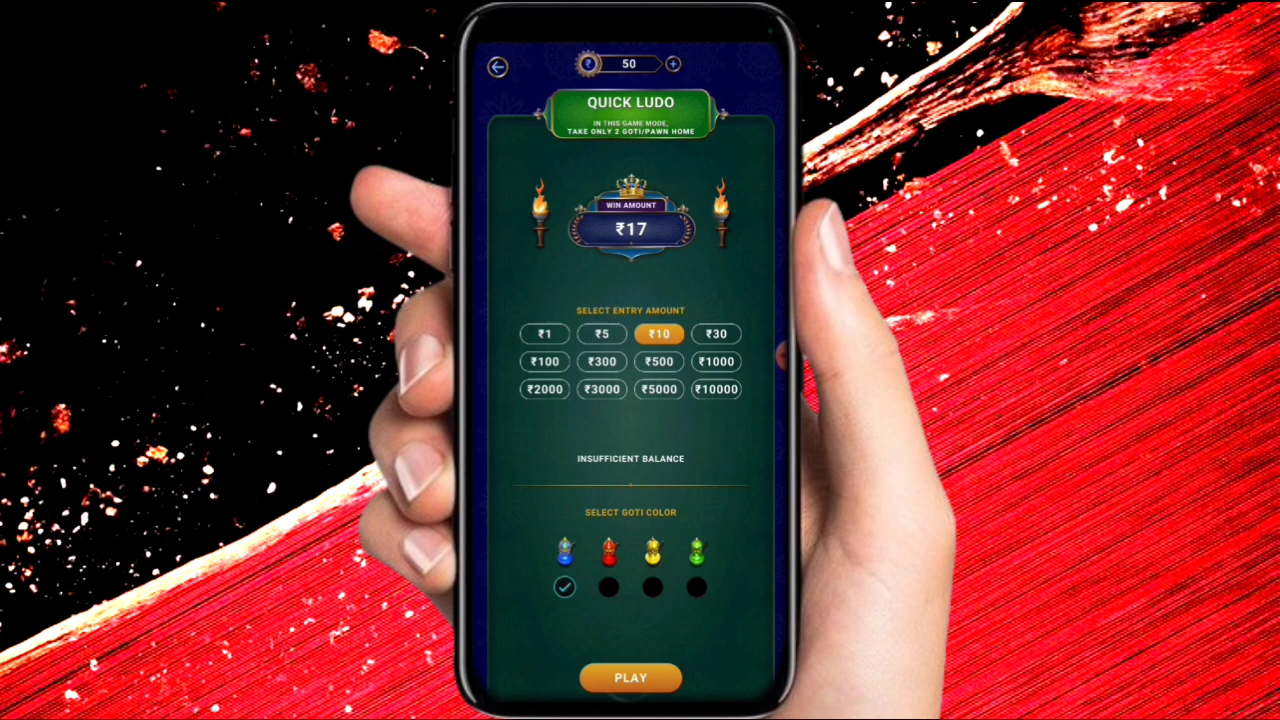 50
QUICK LUDO
IN THIS GAME MODE,
TAKE ONLY 2 GOTI/PAWN HOME
WIN AMOUNT
₹17
SELECT ENTRY AMOUNT
₹1 ₹5 ₹10 ₹30
₹100 ₹300 ₹500 ₹1000
₹2000 ₹3000 ₹5000 ₹10000
INSUFFICIENT BALANCE
SELECT GOTI COLOR
PLAY